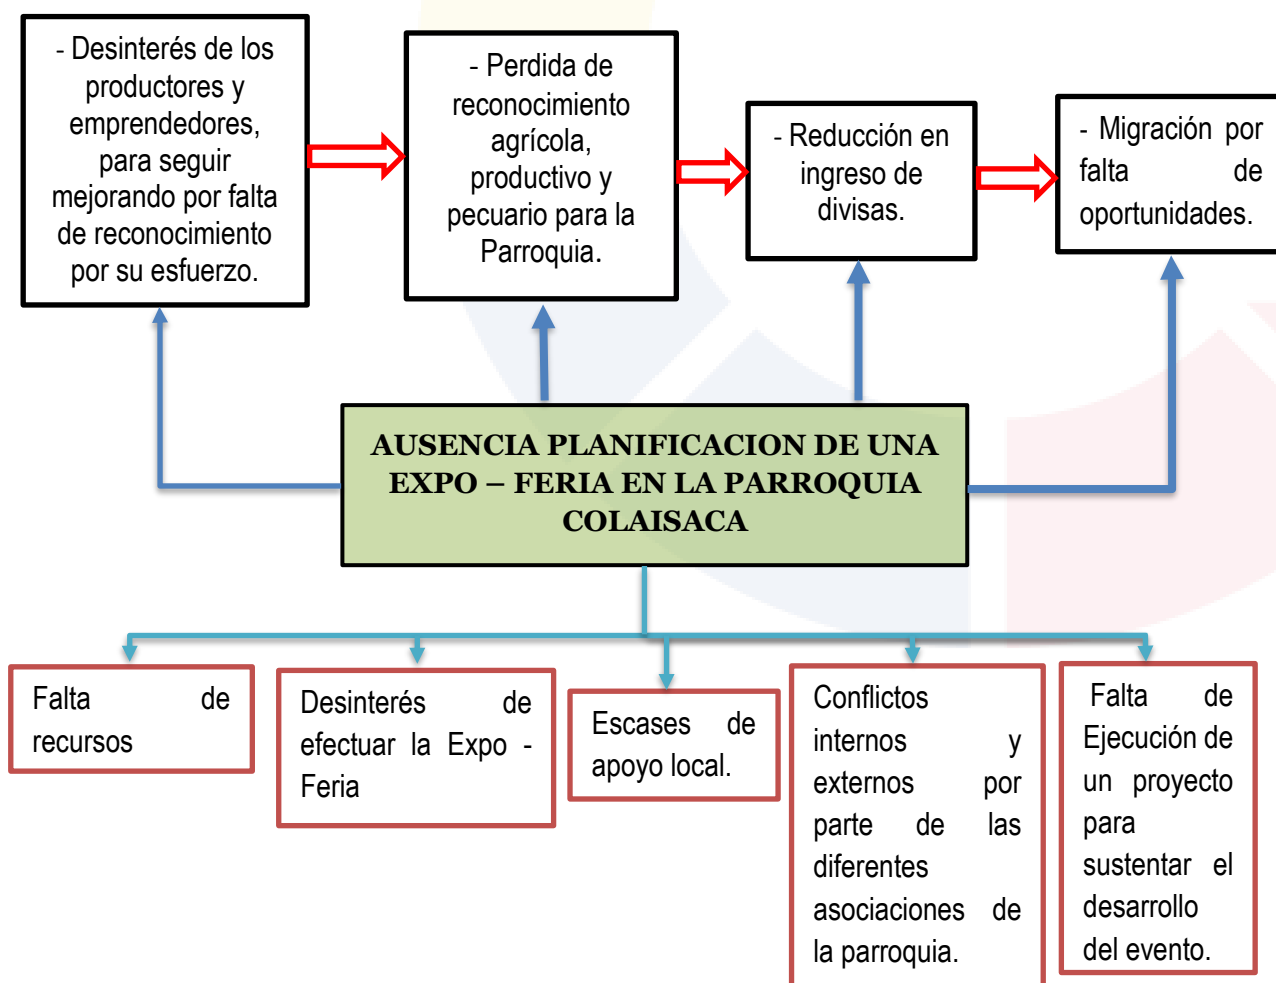 - Desinterés de los
productores y
emprendedores,
para seguir
mejorando por falta
de reconocimiento
por su esfuerzo.
- Perdida de
reconocimiento
agrícola,
productivo y
pecuario para la
Parroquia.
- Reducción en
ingreso de
divisas.
- Migración por
falta de
oportunidades.
AUSENCIA PLANIFICACION DE UNA
EXPO – FERIA EN LA PARROQUIA
COLAISACA
Falta de
recursos
Desinterés de
efectuar la Expo -
Feria
Escases de
apoyo local.
Conflictos
internos y
externos por
parte de las
diferentes
asociaciones de
la parroquia.
Falta de
Ejecución de
un proyecto
para
sustentar el
desarrollo
del evento.